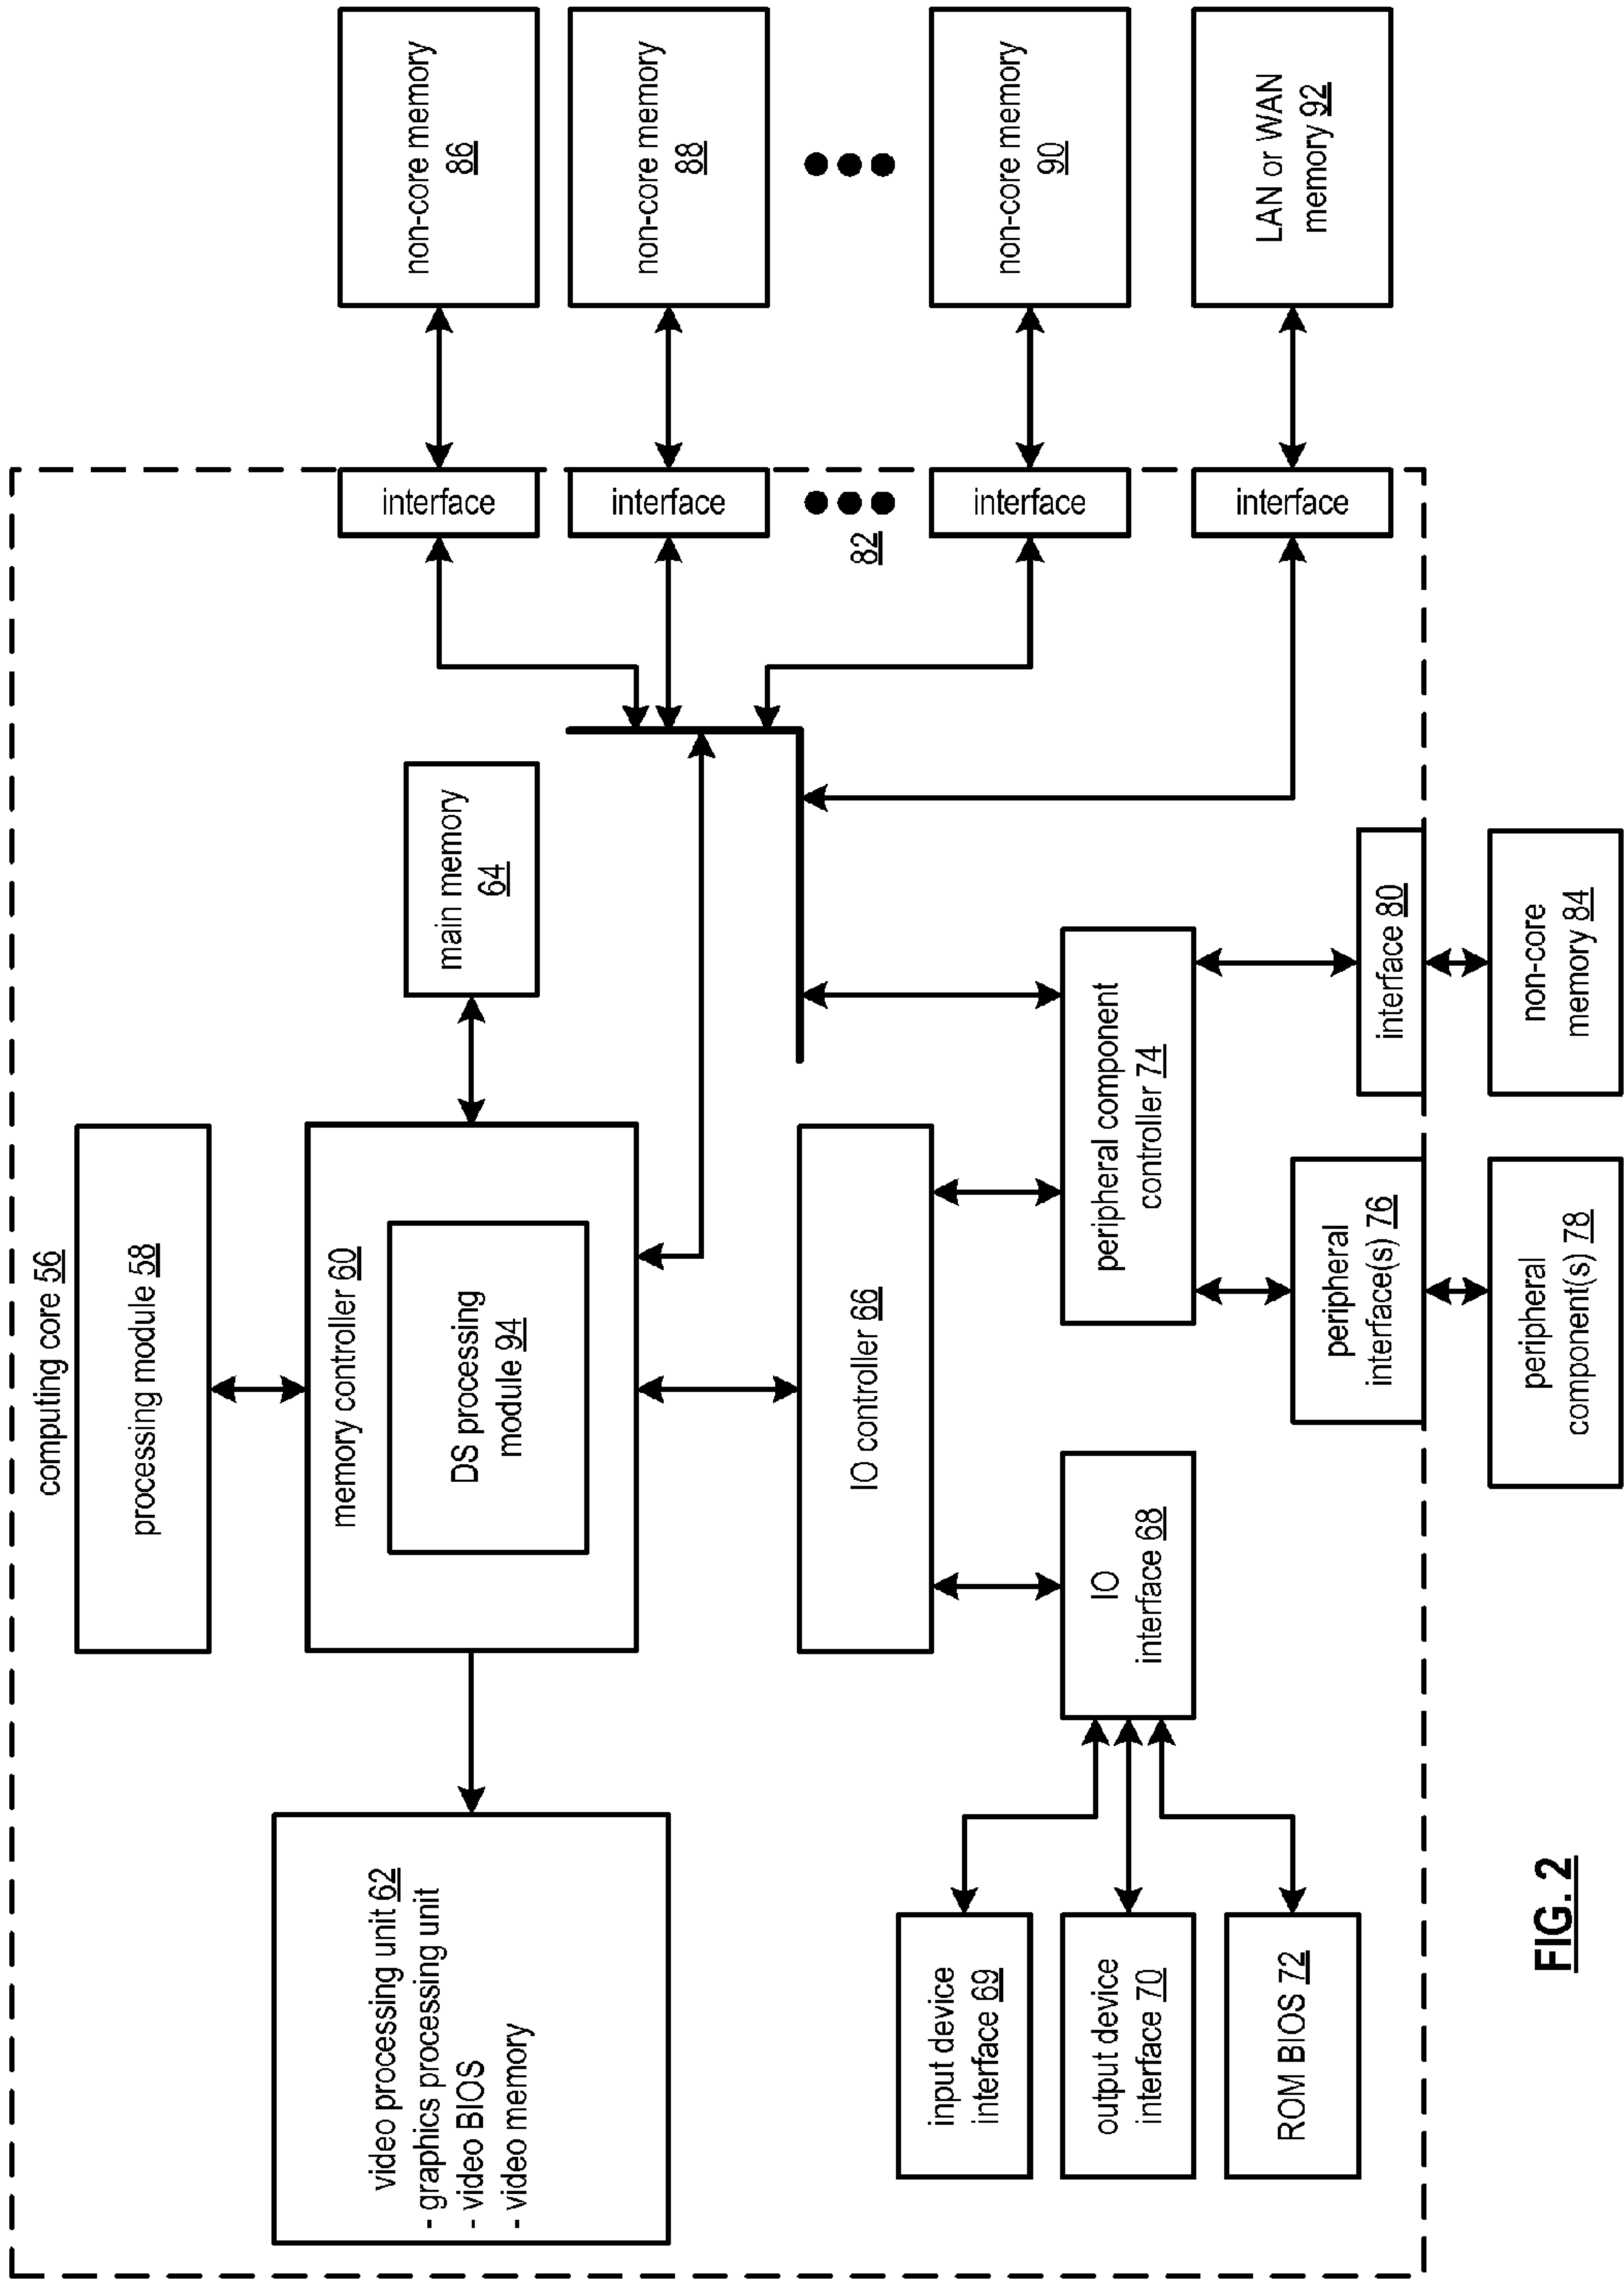 computing core 56
processing module 58
video processing unit 62
- graphics processing unit
- video BIOS
- video memory
memory controller 60
DS processing
module 94
main memory
64
interface
non-core memory
86
interface
non-core memory
88
82
interface
non-core memory
90
interface
LAN or WAN
memory 92
IO controller 66
input device
interface 69
output device
interface 70
ROM BIOS 72
IO
interface 68
peripheral component
controller 74
peripheral
interface(s) 76
interface 80
peripheral
component(s) 78
non-core
memory 84
FIG. 2